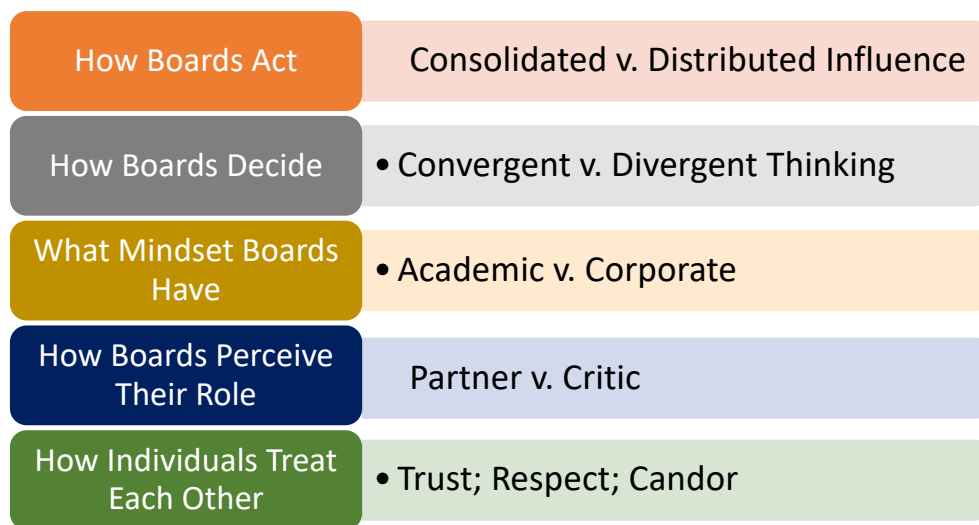 How Boards Act
Consolidated v. Distributed Influence
How Boards Decide
• Convergent v. Divergent Thinking
What Mindset Boards
Have
• Academic v. Corporate
How Boards Perceive
Their Role
Partner v. Critic
How Individuals Treat
Each Other
• Trust; Respect; Candor